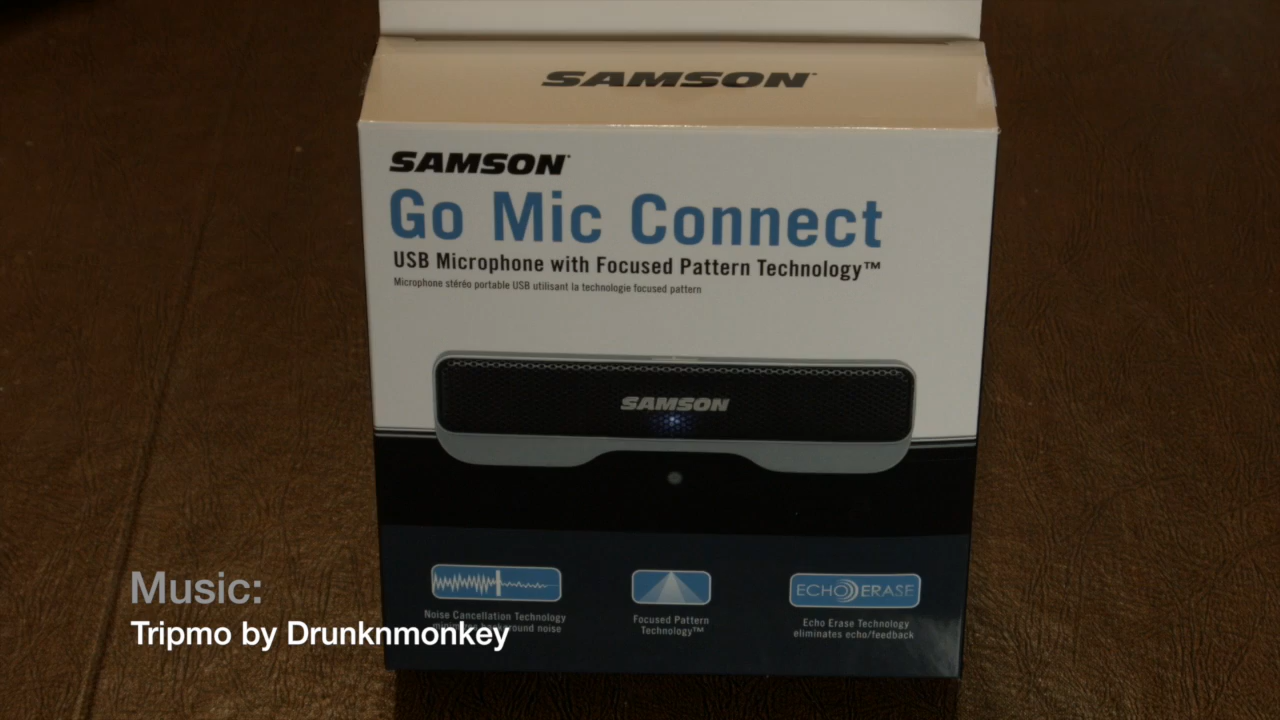 SAMSON
SAMSON
Go Mic Connect
USB Microphone with Focused Pattern Technology™
Microphone stéréo portable USB utilisant la technologie focused pattern
SAMSON
ECHO ERASE
Noise Cancellation Technology
background noise
Focused Pattern
Technology™
Echo Erase Technology
eliminates echo/feedback
Music:
Tripmo by Drunknmonkey